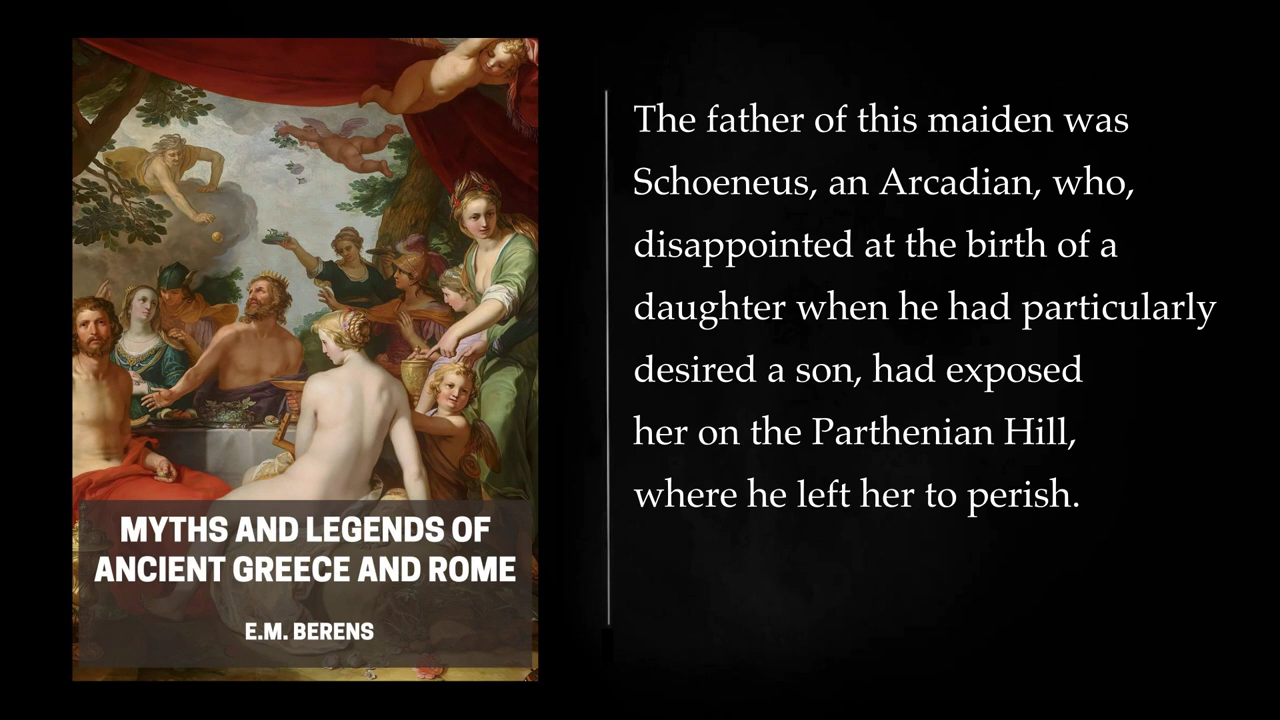 MYTHS AND LEGENDS OF
ANCIENT GREECE AND ROME
E.M. BERENS
The father of this maiden was
Schoeneus, an Arcadian, who,
disappointed at the birth of a
daughter when he had particularly
desired a son, had exposed
her on the Parthenian Hill,
where he left her to perish.